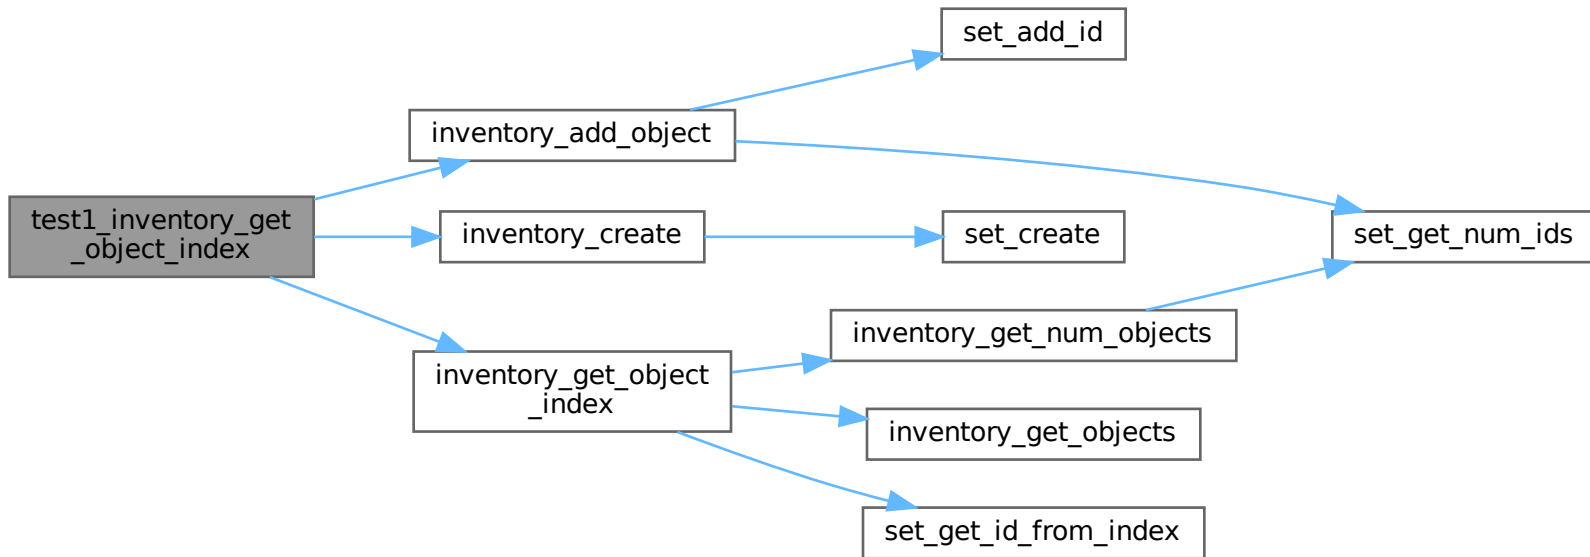 test1_inventory_get
_object_index
inventory_add_object
set_add_id
set_get_num_ids
inventory_create
set_create
inventory_get_object
_index
inventory_get_num_objects
inventory_get_objects
set_get_id_from_index